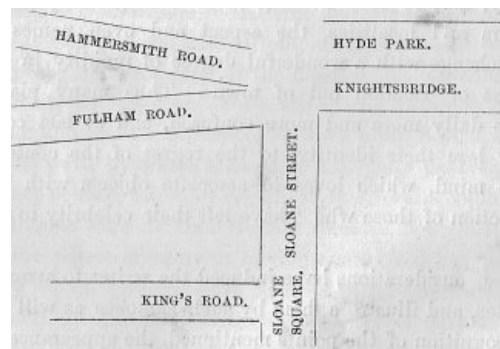 HAMMERSMITH ROAD.
HYDE PARK.
KNIGHTSBRIDGE.
FULHAM ROAD.
SLOANE STREET.
KING'S ROAD.
SLOANE
SQUARE.